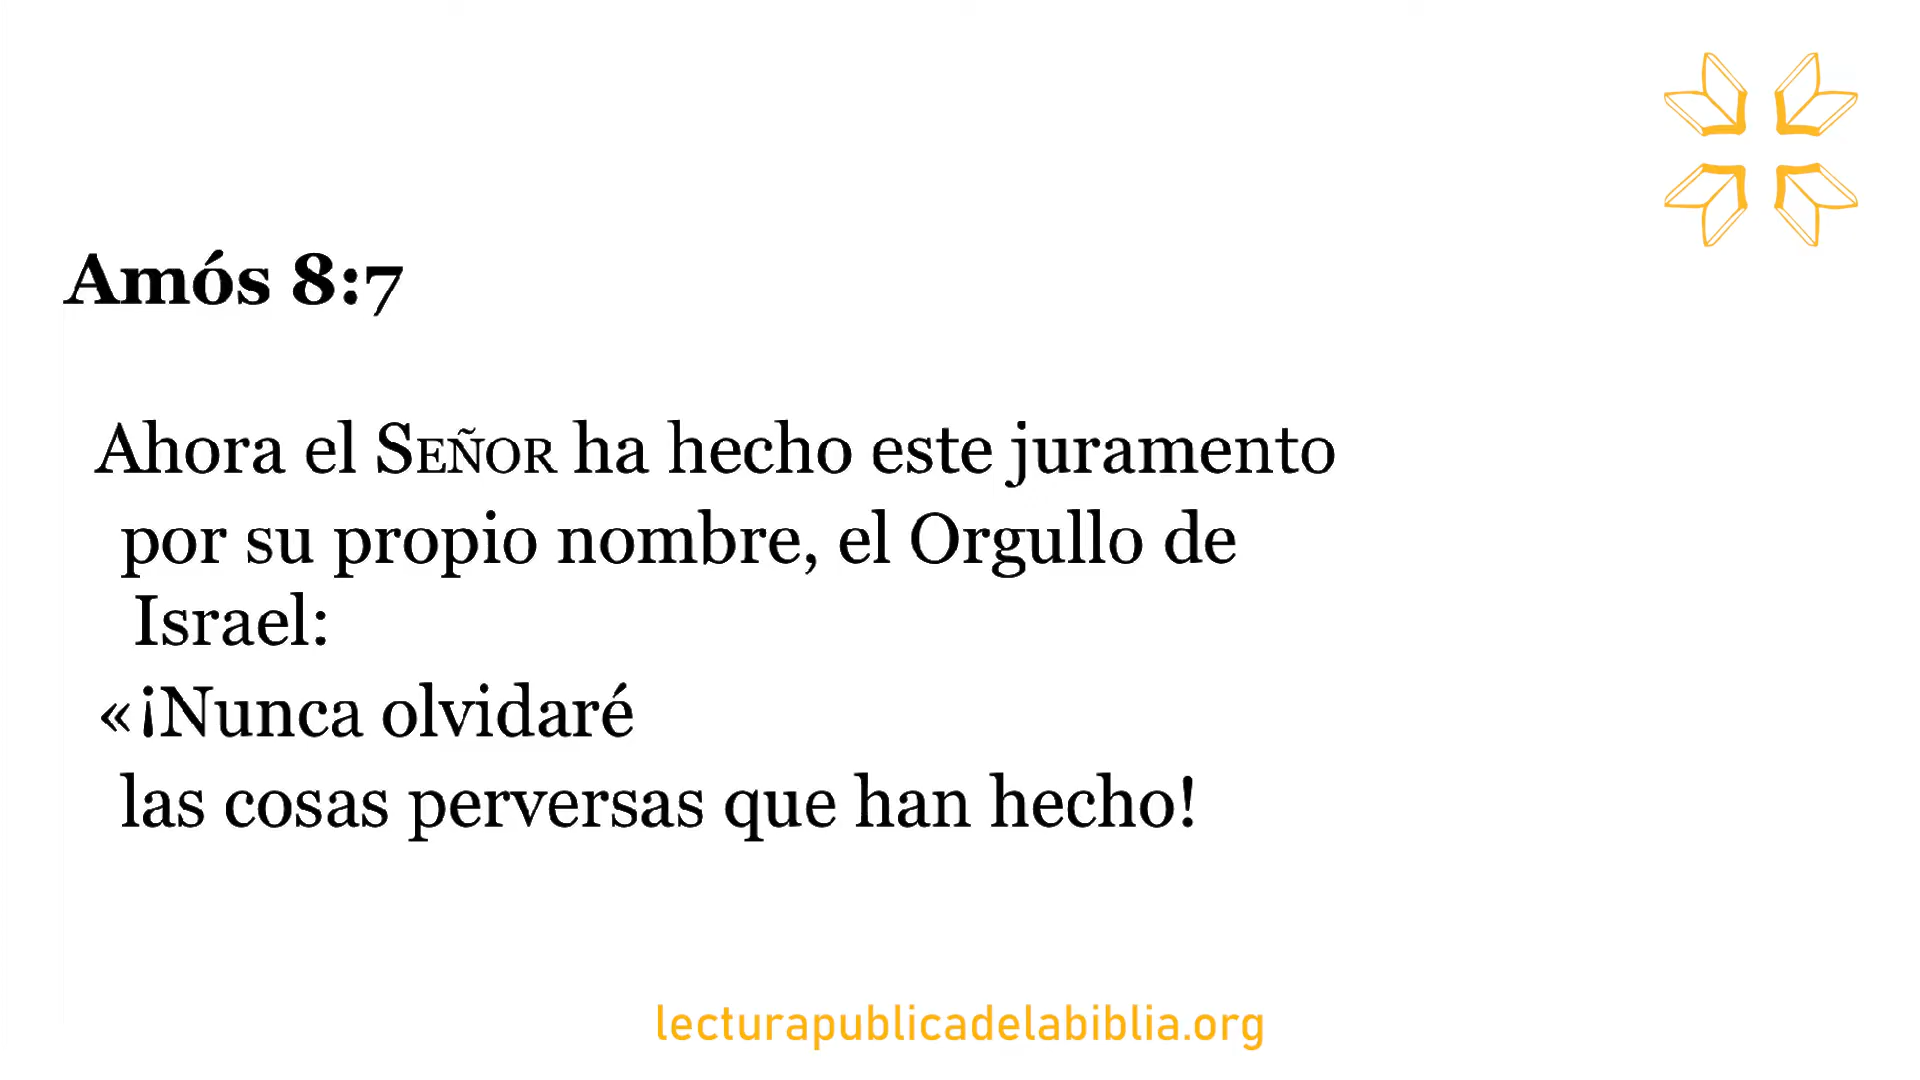 Amós 8:7
Ahora el SEÑOR ha hecho este juramento
por su propio nombre, el Orgullo de
Israel:
«¡Nunca olvidaré
las cosas perversas que han hecho!
lecturapublicadelabiblia.org